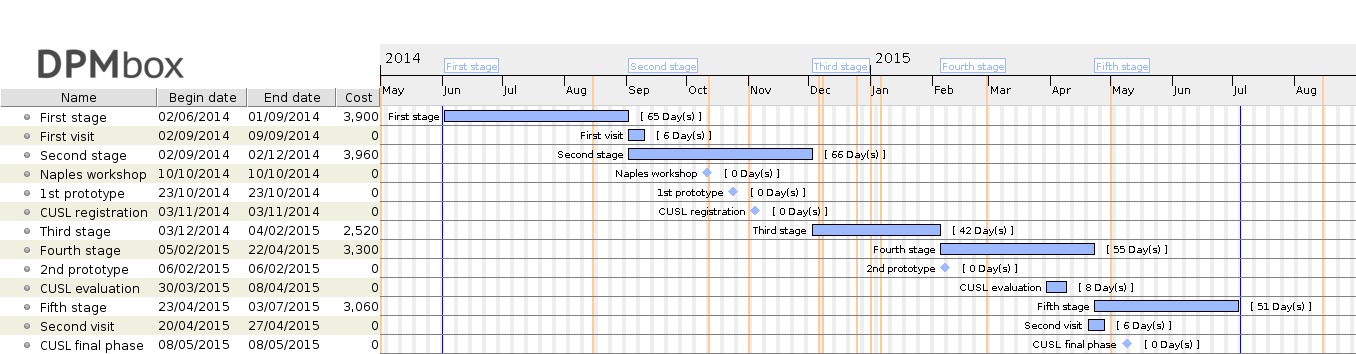 2014 2015
DPMbox
First stage Second stage Third stage Fourth stage Fifth stage
Name Begin date End date Cost May Jun Jul Aug Sep Oct Nov Dec Jan Feb Mar Apr May Jun Jul Aug
First stage 02/06/2014 01/09/2014 3,900 First stage [ 65 Day(s) ]
First visit 02/09/2014 09/09/2014 0 First visit [ 6 Day(s) ]
Second stage 02/09/2014 02/12/2014 3,960 Second stage [ 66 Day(s) ]
Naples workshop 10/10/2014 10/10/2014 0 Naples workshop [ 0 Day(s) ]
1st prototype 23/10/2014 23/10/2014 0 1st prototype [ 0 Day(s) ]
CUSL registration 03/11/2014 03/11/2014 0 CUSL registration [ 0 Day(s) ]
Third stage 03/12/2014 04/02/2015 2,520 Third stage [ 42 Day(s) ]
Fourth stage 05/02/2015 22/04/2015 3,300 Fourth stage [ 55 Day(s) ]
2nd prototype 06/02/2015 06/02/2015 0 2nd prototype [ 0 Day(s) ]
CUSL evaluation 30/03/2015 08/04/2015 0 CUSL evaluation [ 8 Day(s) ]
Fifth stage 23/04/2015 03/07/2015 3,060 Fifth stage [ 51 Day(s) ]
Second visit 20/04/2015 27/04/2015 0 Second visit [ 6 Day(s) ]
CUSL final phase 08/05/2015 08/05/2015 0 CUSL final phase [ 0 Day(s) ]